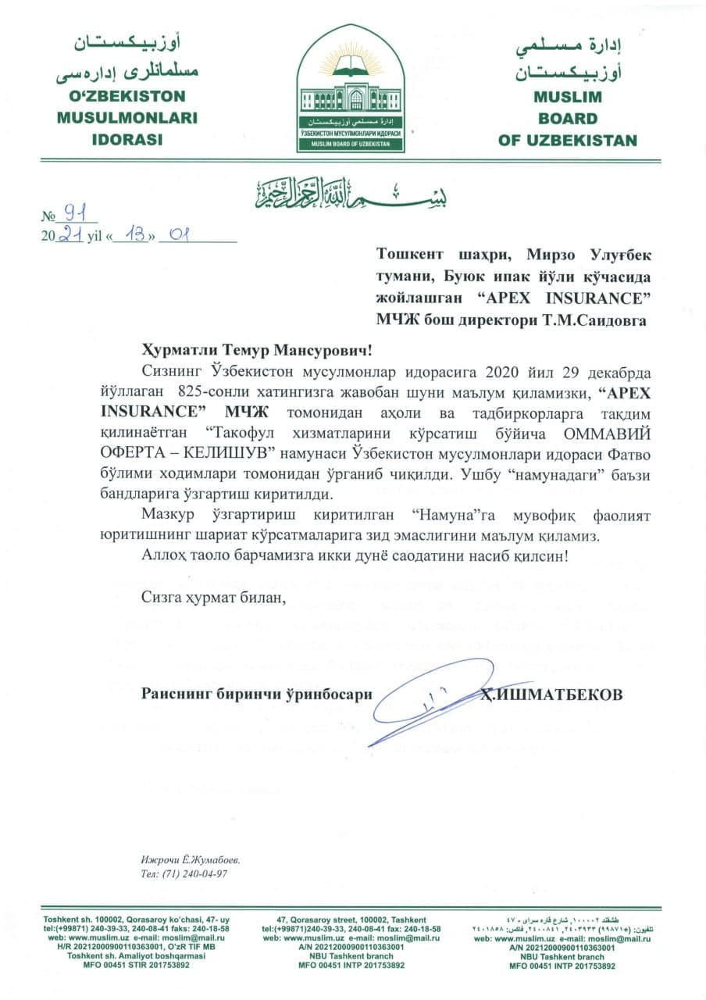 أوزبيكستان
مسلمانلرى إداره سى
O‘ZBEKISTON
MUSULMONLARI
IDORASI
إدارة مسلمي أوزبيكستان
ЎЗБЕКИСТОН МУСУЛМОНЛАРИ ИДОРАСИ
MUSLIM BOARD OF UZBEKISTAN
إدارة مسلمي
أوزبيكستان
MUSLIM
BOARD
OF UZBEKISTAN
بسم الله الرحمن الرحيم
№ 91
2021 yil « 13 » 01
Тошкент шаҳри, Мирзо Улуғбек
тумани, Буюк ипак йўли кўчасида
жойлашган “APEX INSURANCE”
МЧЖ бош директори Т.М.Саидовга
Ҳурматли Темур Мансурович!
Сизнинг Ўзбекистон мусулмонлар идорасига 2020 йил 29 декабрда
йўллаган 825-сонли хатингизга жавобан шуни маълум қиламизки, “APEX
INSURANCE” МЧЖ томонидан аҳоли ва тадбиркорларга тақдим
қилинаётган “Такофул хизматларини кўрсатиш бўйича ОММАВИЙ
ОФЕРТА – КЕЛИШУВ” намунаси Ўзбекистон мусулмонлари идораси Фатво
бўлими ходимлари томонидан ўрганиб чиқилди. Ушбу “намунадаги” баъзи
бандларига ўзгартиш киритилди.
Мазкур ўзгартириш киритилган “Намуна”га мувофиқ фаолият
юритишнинг шариат кўрсатмаларига зид эмаслигини маълум қиламиз.
Аллоҳ таоло барчамизга икки дунё саодатини насиб қилсин!
Сизга ҳурмат билан,
Раиснинг биринчи ўринбосари Ҳ.ИШМАТБЕКОВ
Ижрочи Ё.Жумабоев.
Тел: (71) 240-04-97
Toshkent sh. 100002, Qorasaroy ko‘chasi, 47- uy
tel:(+99871) 240-39-33, 240-08-41 faks: 240-18-58
web: www.muslim.uz e-mail: moslim@mail.ru
H/R 20212000900110363001, O‘zR TIF MB
Toshkent sh. Amaliyot boshqarmasi
MFO 00451 STIR 201753892
47, Qorasaroy street, 100002, Tashkent
tel:(+99871)240-39-33, 240-08-41 fax: 240-18-58
web: www.muslim.uz e-mail: moslim@mail.ru
A/N 20212000900110363001
NBU Tashkent branch
MFO 00451 INTP 201753892
طشقند ١٠٠٠٠٢, شارع قاره سراى - ٤٧
تلفيون: (+٩٩٨٧١) ٢٤٠٣٩٣٣, ٢٤٠٠٨٤١, فاكس: ٢٤٠١٨٥٨
web: www.muslim.uz e-mail: moslim@mail.ru
A/N 20212000900110363001
NBU Tashkent branch
MFO 00451 INTP 201753892